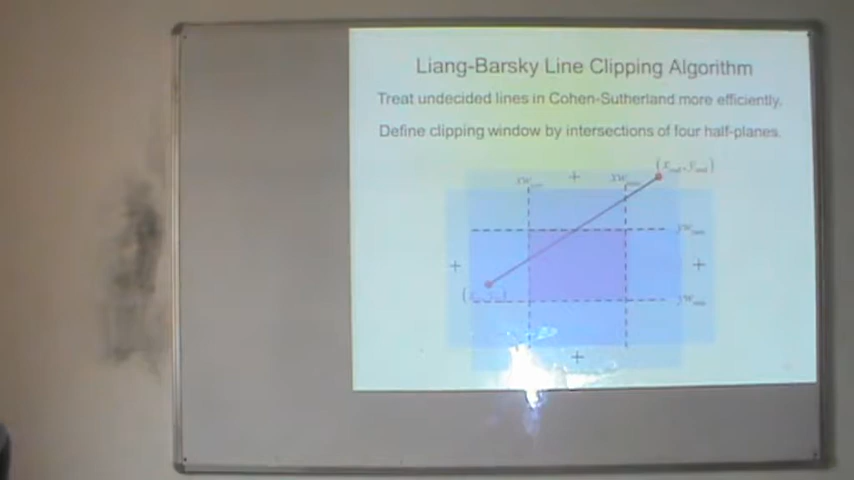 Liang-Barsky Line Clipping Algorithm
Treat undecided lines in Cohen-Sutherland more efficiently.
Define clipping window by intersections of four half-planes.
+
+
+
+